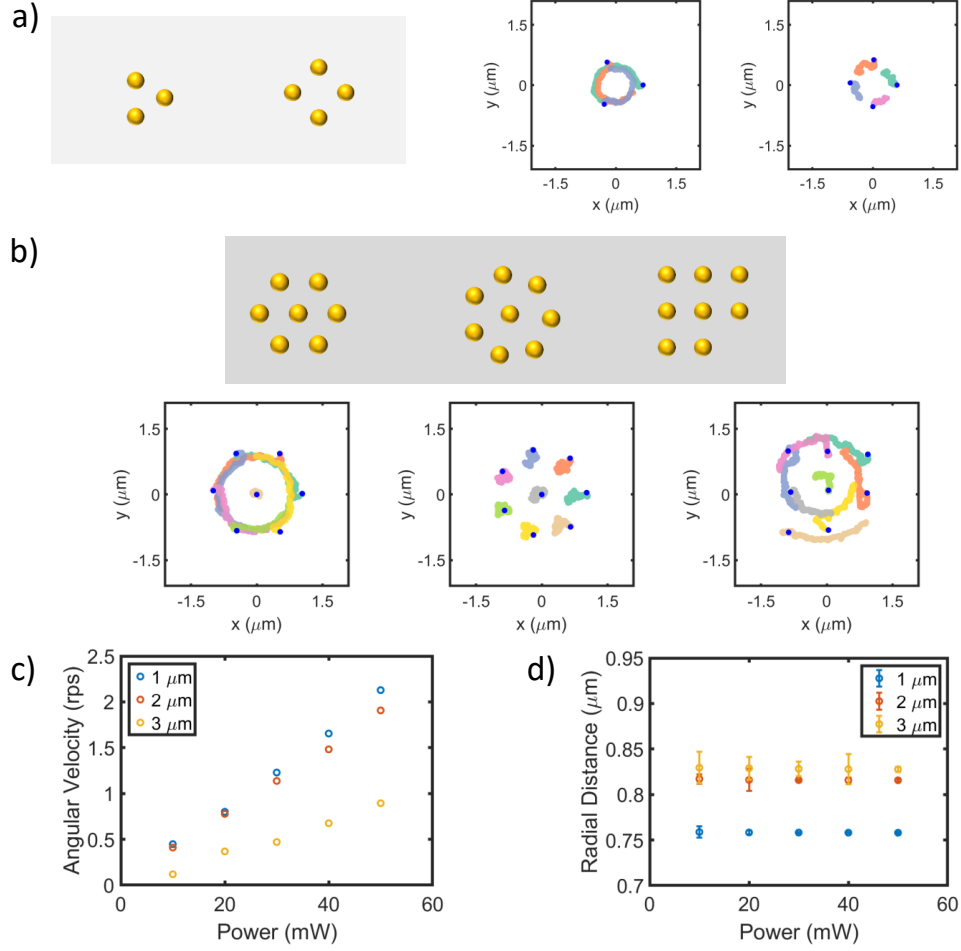 a)
y (μm)
1.5
0
-1.5
-1.5 0 1.5
x (μm)
y (μm)
1.5
0
-1.5
-1.5 0 1.5
x (μm)
b)
y (μm)
1.5
0
-1.5
-1.5 0 1.5
x (μm)
y (μm)
1.5
0
-1.5
-1.5 0 1.5
x (μm)
y (μm)
1.5
0
-1.5
-1.5 0 1.5
x (μm)
c)
Angular Velocity (rps)
2.5
2
1.5
1
0.5
0
0 20 40 60
Power (mW)
1 μm
2 μm
3 μm
d)
Radial Distance (μm)
0.95
0.9
0.85
0.8
0.75
0.7
0 10 20 30 40 50 60
Power (mW)
1 μm
2 μm
3 μm